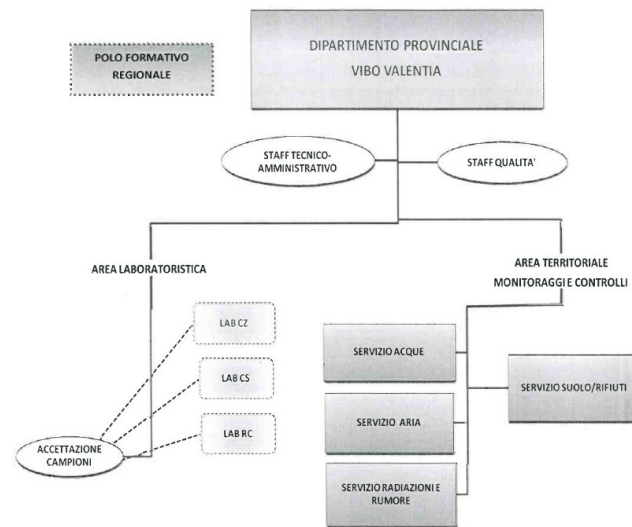 POLO FORMATIVO
REGIONALE
DIPARTIMENTO PROVINCIALE
VIBO VALENTIA
STAFF TECNICO-
AMMINISTRATIVO
STAFF QUALITA'
AREA LABORATORISTICA
AREA TERRITORIALE
MONITORAGGI E CONTROLLI
LAB CZ
LAB CS
LAB RC
ACCETTAZIONE
CAMPIONI
SERVIZIO ACQUE
SERVIZIO SUOLO/RIFIUTI
SERVIZIO ARIA
SERVIZIO RADIAZIONI E
RUMORE